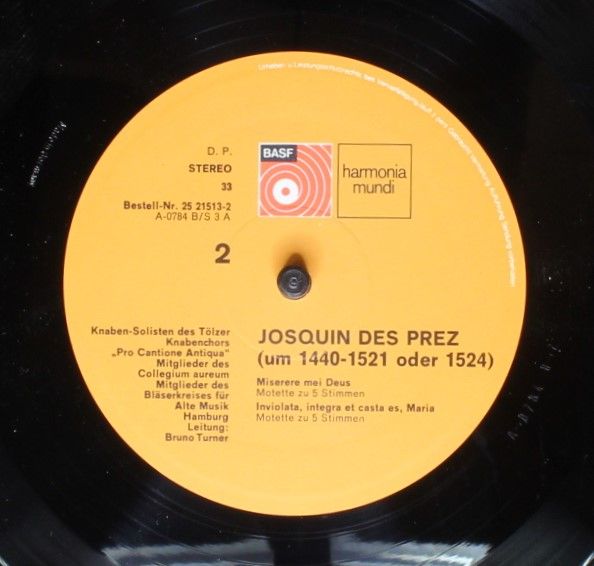 Urheber- u. Leistungsschutzrechte
D. P.
STEREO
33
Bestell-Nr. 25 21513-2
A-0784 B/S 3 A
BASF
harmonia
mundi
2
Knaben-Solisten des Tölzer
Knabenchors
„Pro Cantione Antiqua"
Mitglieder des
Collegium aureum
Mitglieder des
Bläserkreises für
Alte Musik
Hamburg
Leitung:
Bruno Turner
JOSQUIN DES PREZ
(um 1440-1521 oder 1524)
Miserere mei Deus
Motette zu 5 Stimmen
Inviolata, integra et casta es, Maria
Motette zu 5 Stimmen